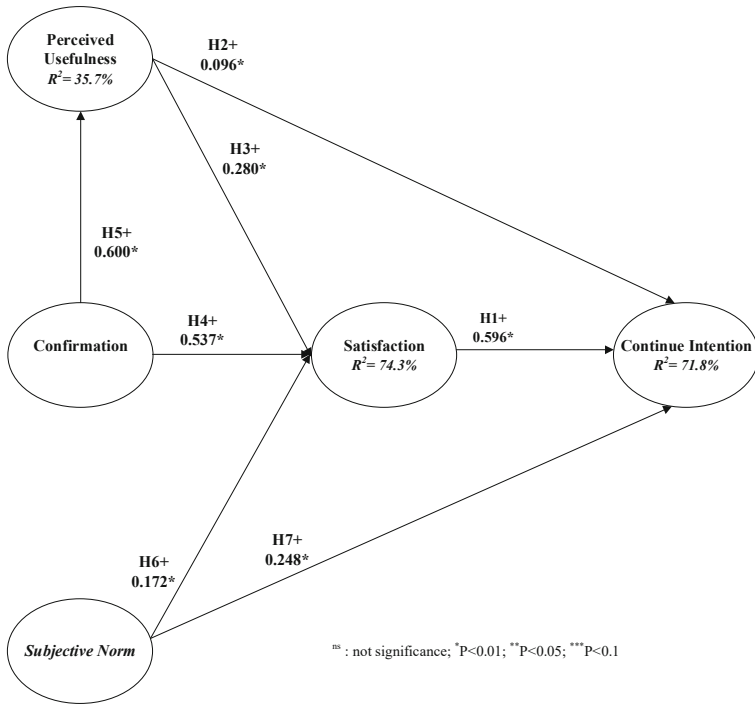 Perceived
Usefulness
R²= 35.7%
H2+
0.096*
H3+
0.280*
H5+
0.600*
Confirmation
H4+
0.537*
Satisfaction
R²= 74.3%
H1+
0.596*
Continue Intention
R²= 71.8%
H6+
0.172*
H7+
0.248*
Subjective Norm
ns : not significance; *P<0.01; **P<0.05; ***P<0.1